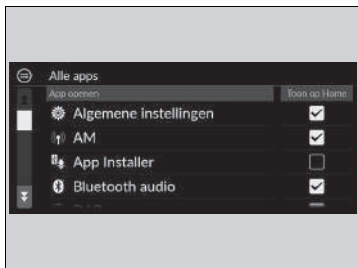 Alle apps
App openen Toon op Home
Algemene instellingen
AM
App Installer
Bluetooth audio